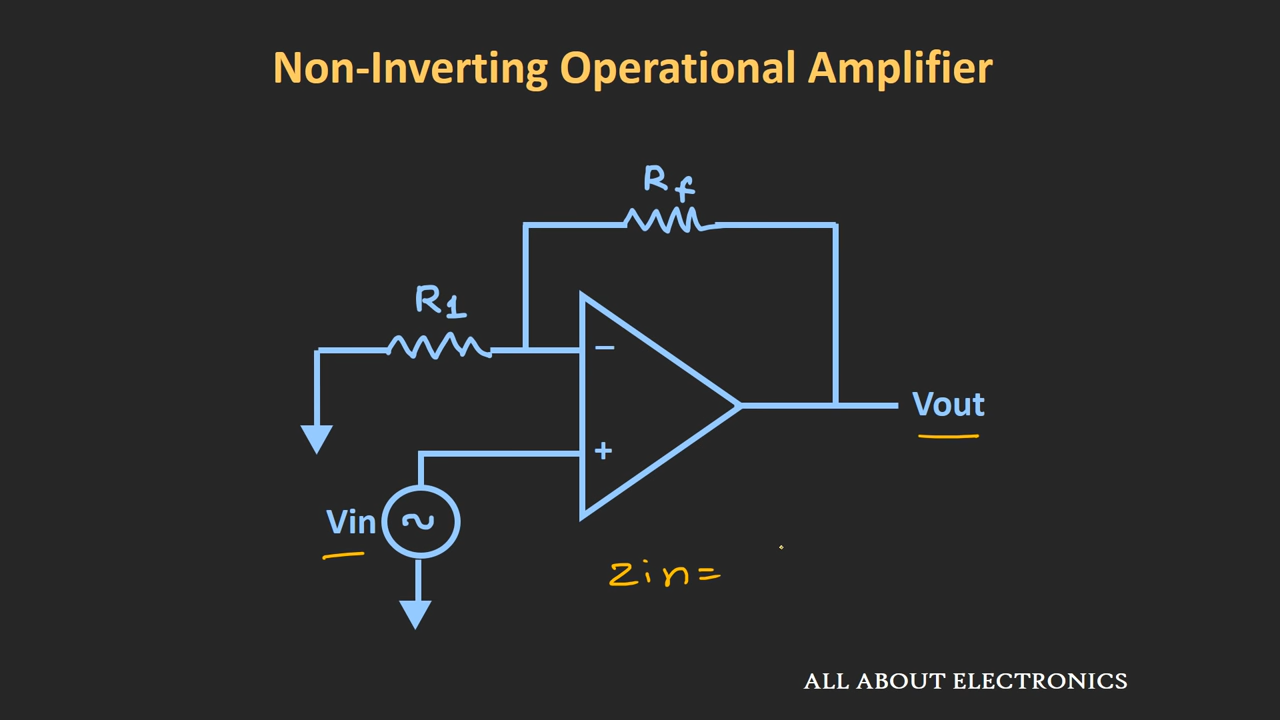 Non-Inverting Operational Amplifier
Rf
R1
−
+
Vout
Vin
~
Zin=
ALL ABOUT ELECTRONICS